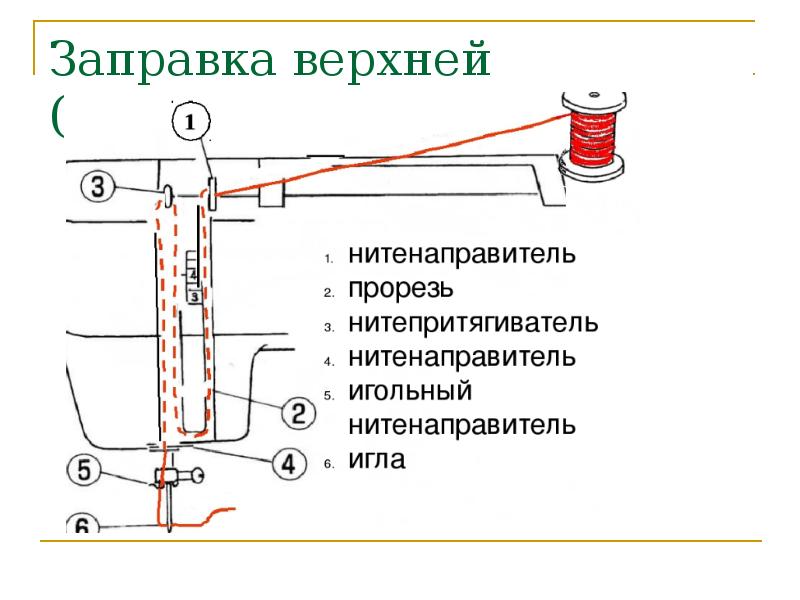 Заправка верхней
(
1
3
4
3
2
4
5
6
1. нитенаправитель
2. прорезь
3. нитепритягиватель
4. нитенаправитель
5. игольный
нитенаправитель
6. игла